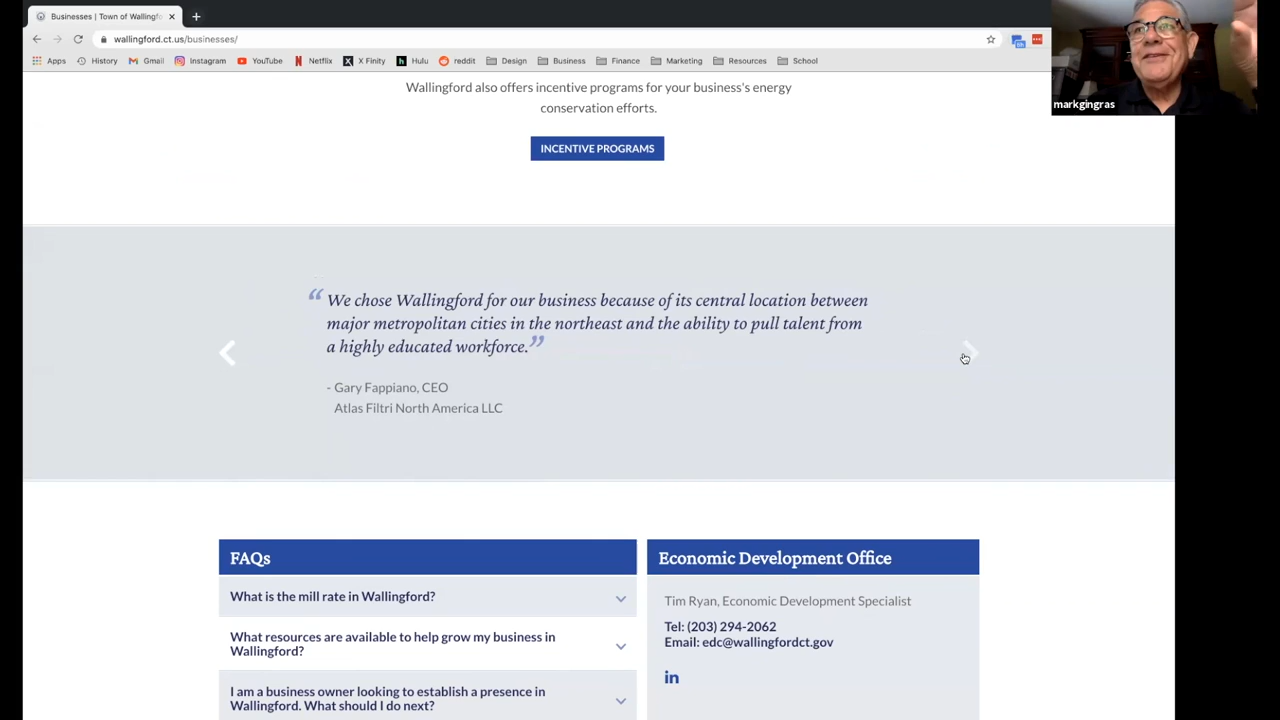 Businesses | Town of Wallingfo
wallingford.ct.us/businesses/
Apps History Gmail Instagram YouTube Netflix X Finity Hulu reddit Design Business Finance Marketing Resources School
markgingras
Wallingford also offers incentive programs for your business's energy
conservation efforts.
INCENTIVE PROGRAMS
“ We chose Wallingford for our business because of its central location between
major metropolitan cities in the northeast and the ability to pull talent from
a highly educated workforce.”
- Gary Fappiano, CEO
Atlas Filtri North America LLC
FAQs
What is the mill rate in Wallingford?
What resources are available to help grow my business in
Wallingford?
I am a business owner looking to establish a presence in
Wallingford. What should I do next?
Economic Development Office
Tim Ryan, Economic Development Specialist
Tel: (203) 294-2062
Email: edc@wallingfordct.gov
in